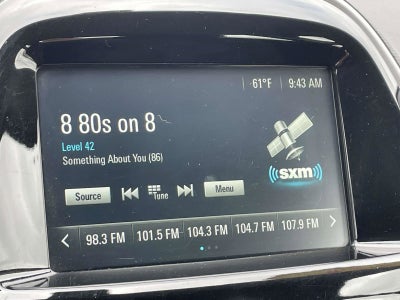 61°F 9:43 AM
8 80s on 8
Level 42
Something About You (86)
sxm
Source Tune Menu
98.3 FM 101.5 FM 104.3 FM 104.7 FM 107.9 FM